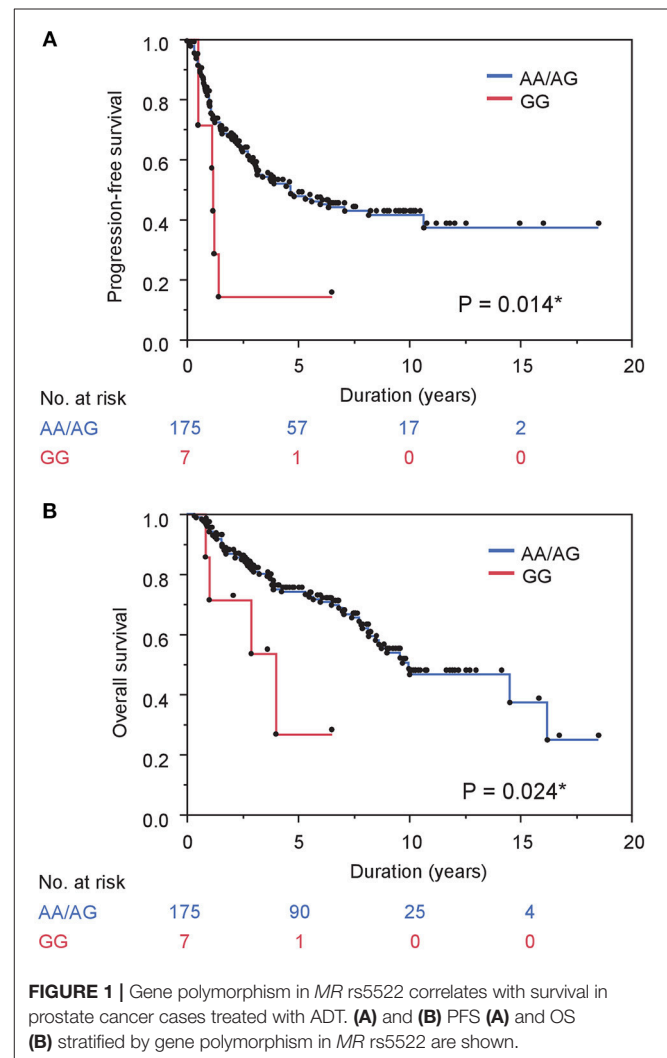 A
1.0
0.8
0.6
0.4
0.2
0.0
Progression-free survival
AA/AG
GG
P = 0.014*
0 5 10 15 20
Duration (years)
No. at risk
AA/AG 175 57 17 2
GG 7 1 0 0
B
1.0
0.8
0.6
0.4
0.2
0.0
Overall survival
AA/AG
GG
P = 0.024*
0 5 10 15 20
Duration (years)
No. at risk
AA/AG 175 90 25 4
GG 7 1 0 0
FIGURE 1 | Gene polymorphism in MR rs5522 correlates with survival in
prostate cancer cases treated with ADT. (A) and (B) PFS (A) and OS
(B) stratified by gene polymorphism in MR rs5522 are shown.